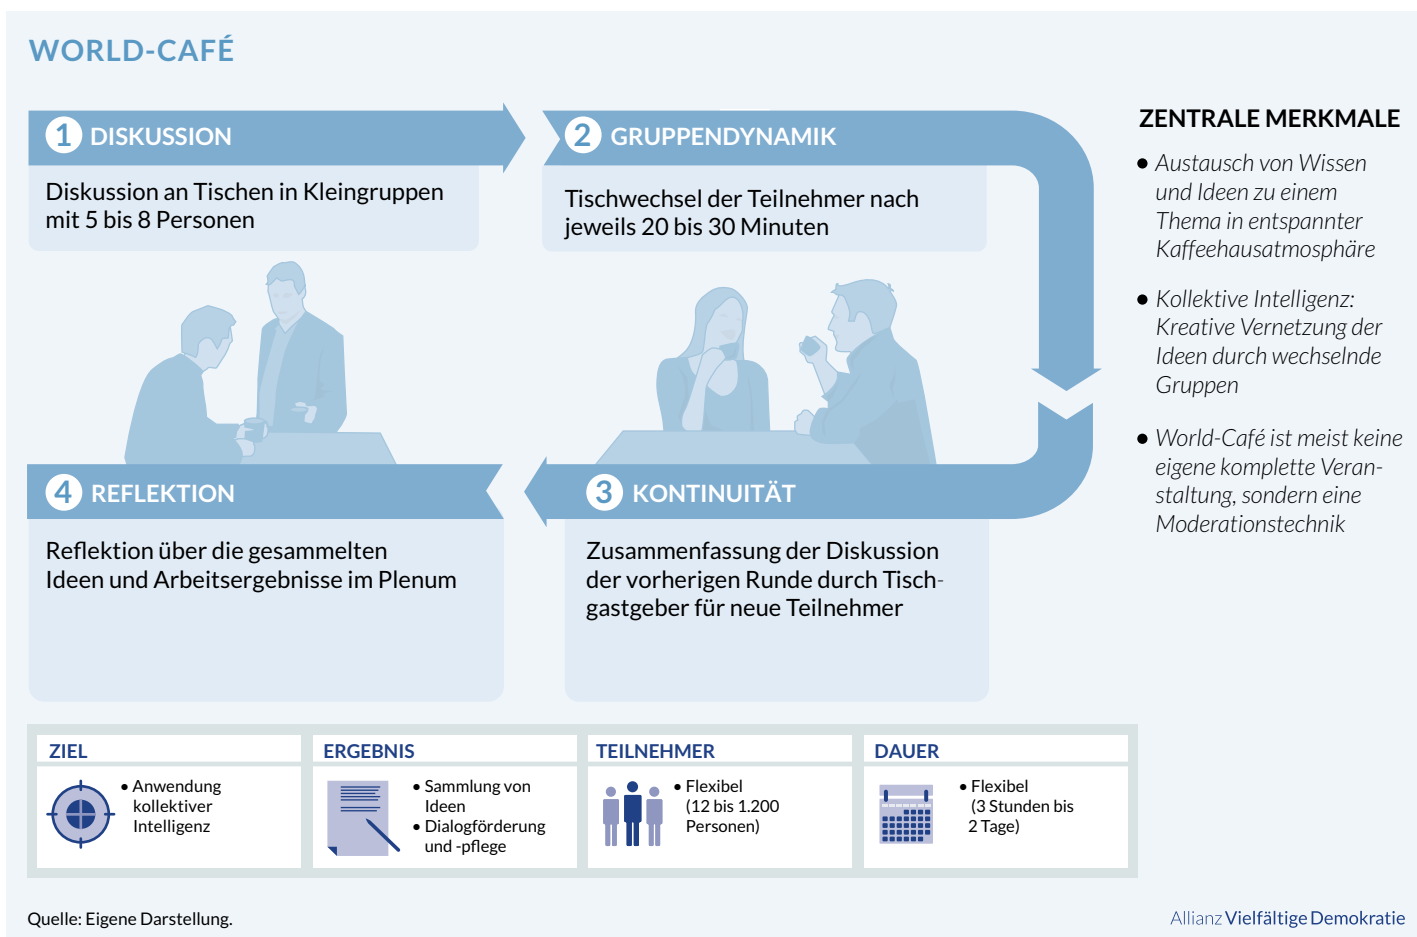 WORLD-CAFÉ
1 DISKUSSION
Diskussion an Tischen in Kleingruppen
mit 5 bis 8 Personen
2 GRUPPENDYNAMIK
Tischwechsel der Teilnehmer nach
jeweils 20 bis 30 Minuten
3 KONTINUITÄT
Zusammenfassung der Diskussion
der vorherigen Runde durch Tisch-
gastgeber für neue Teilnehmer
4 REFLEKTION
Reflektion über die gesammelten
Ideen und Arbeitsergebnisse im Plenum
ZENTRALE MERKMALE
• Austausch von Wissen
und Ideen zu einem
Thema in entspannter
Kaffeehausatmosphäre
• Kollektive Intelligenz:
Kreative Vernetzung der
Ideen durch wechselnde
Gruppen
• World-Café ist meist keine
eigene komplette Veran-
staltung, sondern eine
Moderationstechnik
ZIEL
• Anwendung
kollektiver
Intelligenz
ERGEBNIS
• Sammlung von
Ideen
• Dialogförderung
und -pflege
TEILNEHMER
• Flexibel
(12 bis 1.200
Personen)
DAUER
• Flexibel
(3 Stunden bis
2 Tage)
Quelle: Eigene Darstellung.
Allianz Vielfältige Demokratie